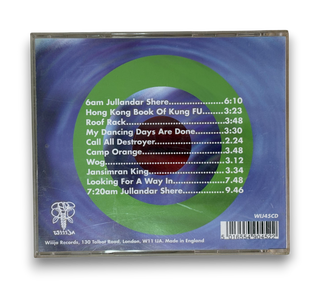 6am Jullandar Shere................6:10
Hong Kong Book Of Kung FU........3:23
Roof Rack................................3:48
My Dancing Days Are Done........3:30
Call All Destroyer......................2.24
Camp Orange..........................3.48
Wog........................................3.12
Jansimran King........................3.34
Looking For A Way In................7.48
7:20am Jullandar Shere............9.46
WIJ45CD
Wiiija Records, 130 Talbot Road, London, W11 1JA. Made in England